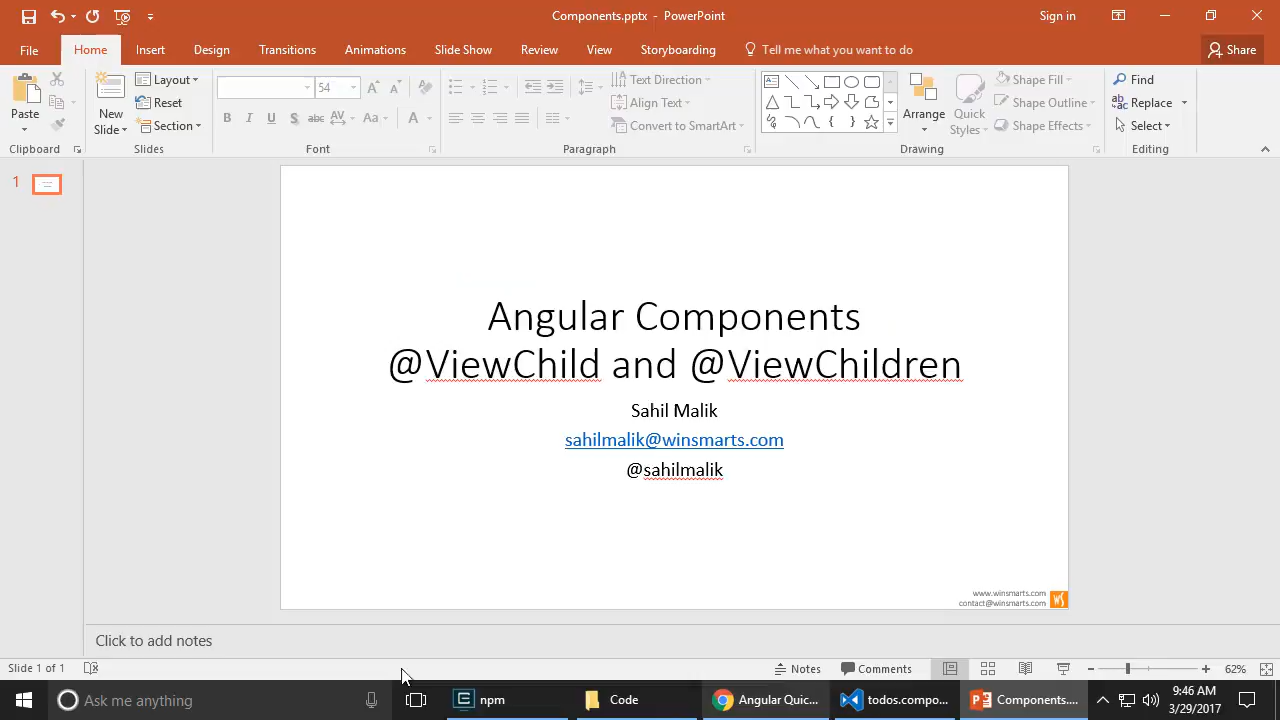 Components.pptx - PowerPoint
Sign in
File
Home
Insert
Design
Transitions
Animations
Slide Show
Review
View
Storyboarding
Tell me what you want to do
Share
Paste
Clipboard
New
Slide
Layout
Reset
Section
Slides
54
B I U S abc AV Aa A
Font
Text Direction
Align Text
Convert to SmartArt
Paragraph
Arrange
Quick
Styles
Shape Fill
Shape Outline
Shape Effects
Drawing
Find
Replace
Select
Editing
1
Angular Components
@ViewChild and @ViewChildren
Sahil Malik
sahilmalik@winsmarts.com
@sahilmalik
www.winsmarts.com
contact@winsmarts.com
WS
Click to add notes
Slide 1 of 1
Notes
Comments
62%
Ask me anything
npm
Code
Angular Quic...
todos.compo...
Components....
9:46 AM
3/29/2017